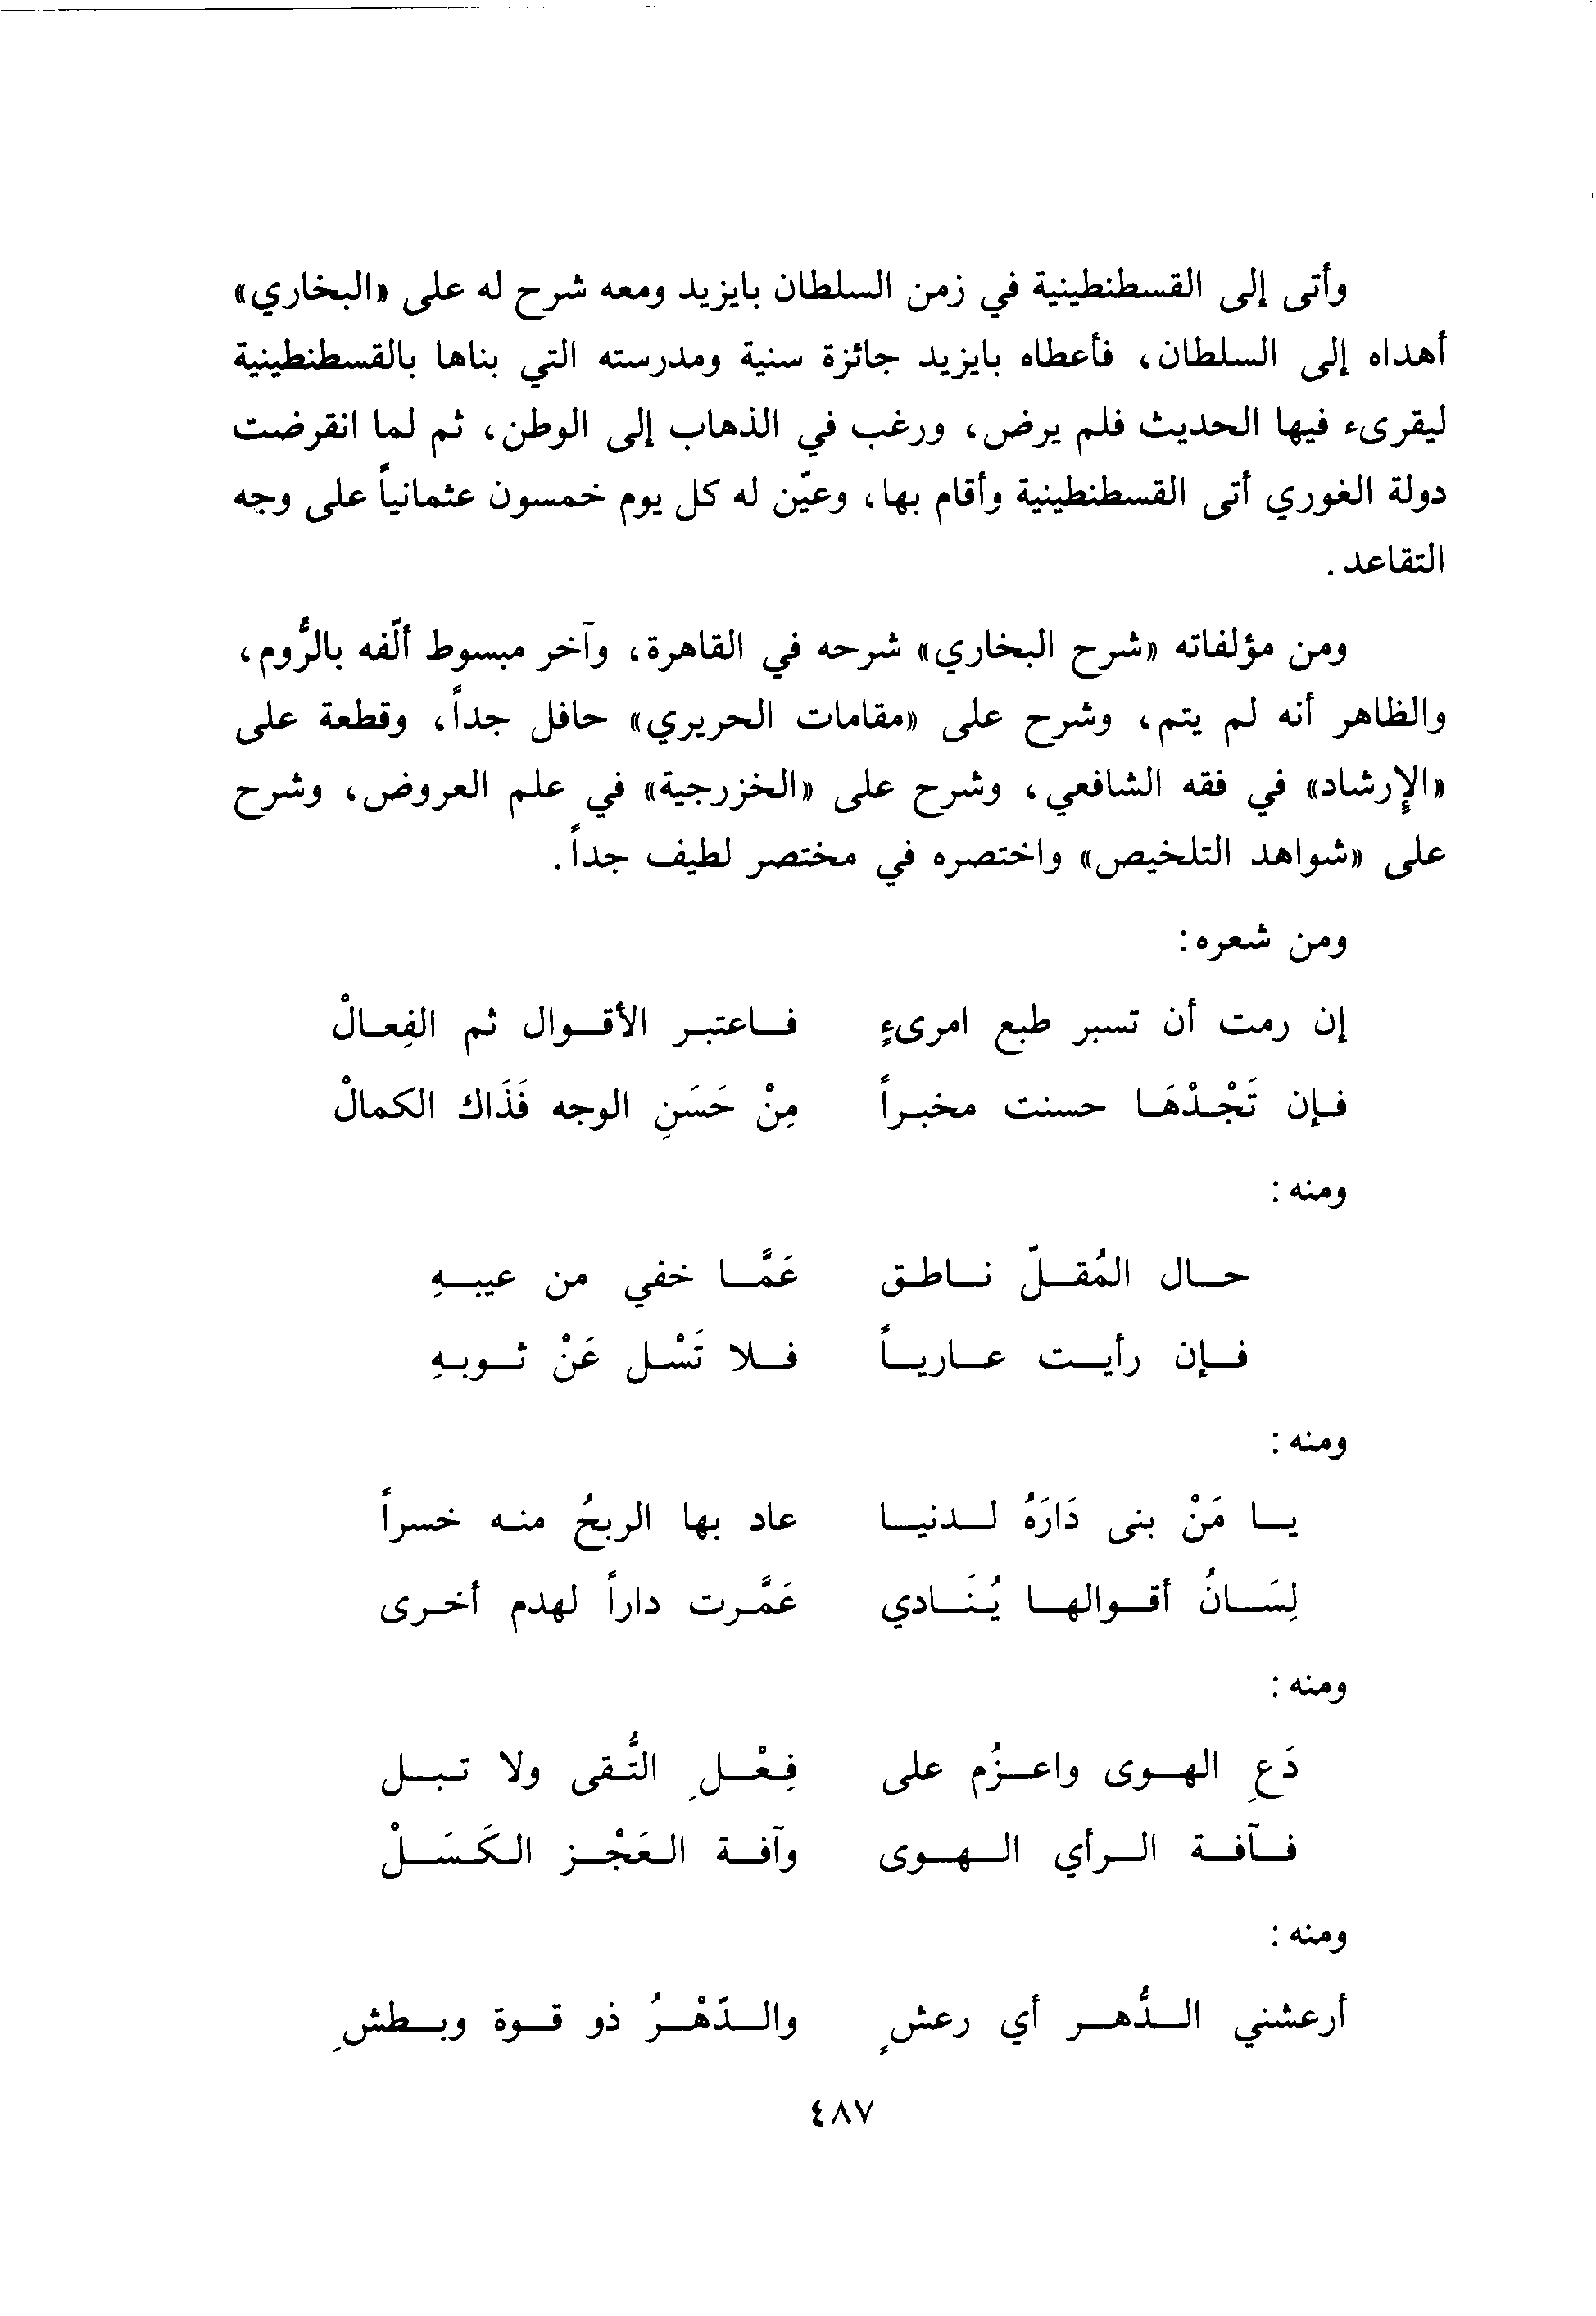 وأتى إلى القسطنطينية في زمن السلطان بايزيد ومعه شرح له على «البخاري»
أهداه إلى السلطان، فأعطاه بايزيد جائزة سنية ومدرسته التي بناها بالقسطنطينية
ليقرىء فيها الحديث فلم يرض، ورغب في الذهاب إلى الوطن، ثم لما انقرضت
دولة الغوري أتى القسطنطينية وأقام بها، وعيّن له كل يوم خمسون عثمانياً على وجه
التقاعد.
ومن مؤلفاته «شرح البخاري» شرحه في القاهرة، وآخر مبسوط ألّفه بالرُّوم،
والظاهر أنه لم يتم، وشرح على «مقامات الحريري» حافل جداً، وقطعة على
«الإِرشاد» في فقه الشافعي، وشرح على «الخزرجية» في علم العروض، وشرح
على «شواهد التلخيص» واختصره في مختصر لطيف جداً.
ومن شعره:
إن رمت أن تسبر طبع امرىءٍ فاعتبر الأقوال ثم الفِعالْ
فإن تَجْدْهَا حسنت مخبراً مِنْ حَسَنِ الوجه فَذَاك الكمالْ
ومنه:
حال المُقلّ ناطق عَمَّا خفي من عيبهِ
فإن رأيت عارياً فلا تَسْل عَنْ ثوبهِ
ومنه:
يا مَنْ بنى دَارَهُ لدنيا عاد بها الربحُ منه خسراً
لِسَانُ أقوالها يُنَادي عَمَّرت داراً لهدم أخرى
ومنه:
دَعِ الهوى واعزُم على فِعْلِ التُّقى ولا تبل
فآفة الرأي الهوى وآفة العَجْز الكَسَلْ
ومنه:
أرعشني الدُّهر أي رعشٍ والدّهْرُ ذو قوة وبطشِ
٤٨٧